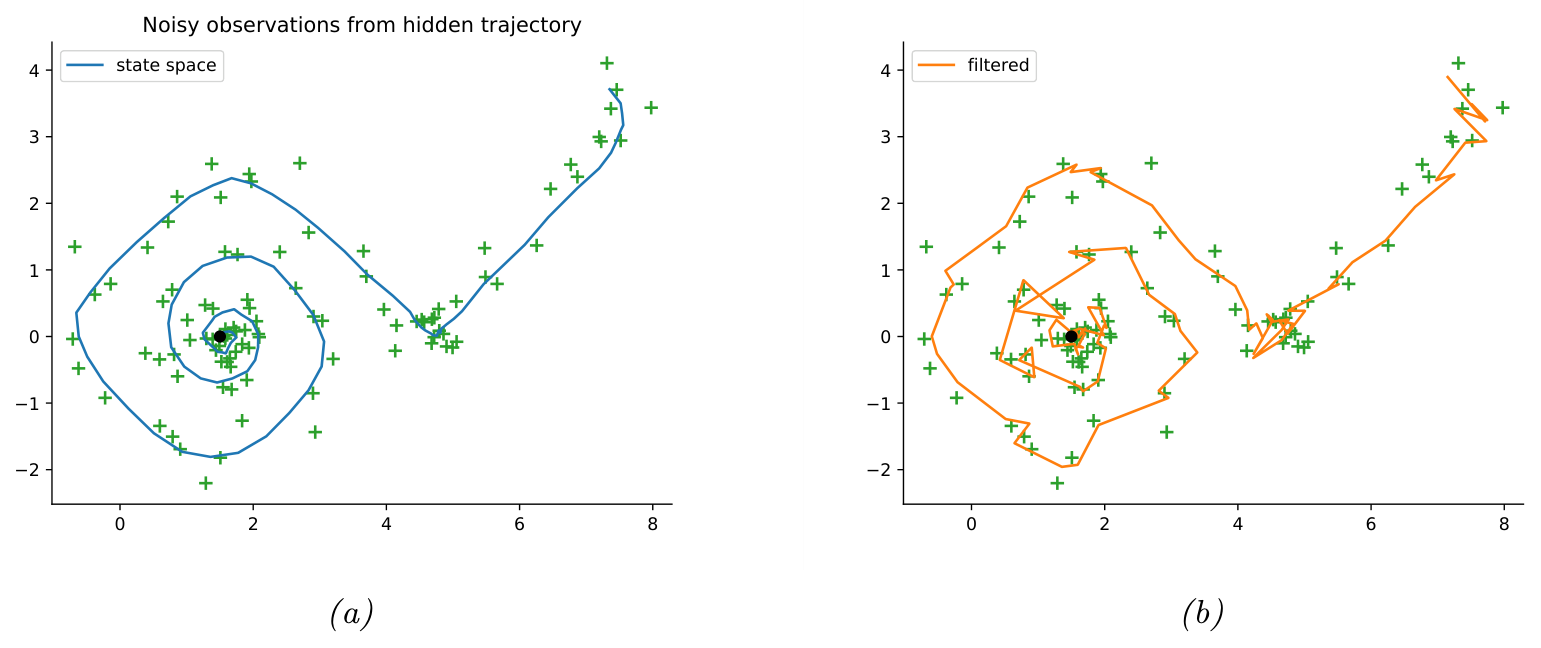 Noisy observations from hidden trajectory
state space
4
3
2
1
0
−1
−2
0 2 4 6 8
(a)
filtered
4
3
2
1
0
−1
−2
0 2 4 6 8
(b)